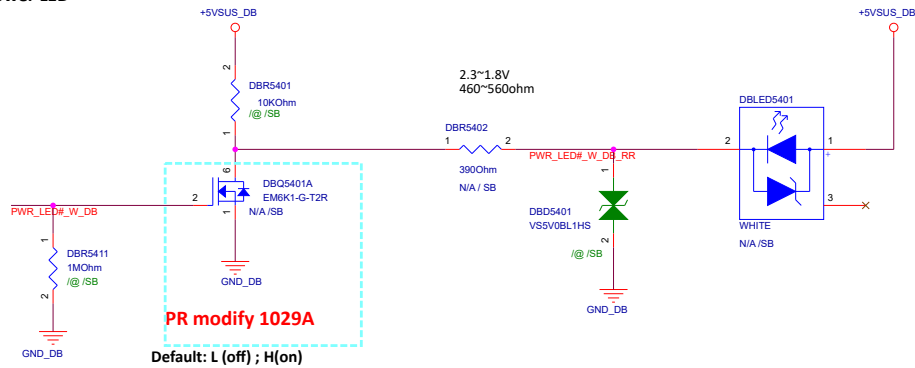 +5VSUS_DB
+5VSUS_DB
2
DBR5401
10KOhm
/@ /SB
1
2.3~1.8V
460~560ohm
DBLED5401
DBR5402
1
2
390Ohm
N/A / SB
PWR_LED#_W_DB_RR
2
1
+
3
WHITE
N/A /SB
6
DBQ5401A
EM6K1-G-T2R
N/A /SB
2
1
PWR_LED#_W_DB
1
DBR5411
1MOhm
/@ /SB
2
1
DBD5401
VS5V0BL1HS
2
/@ /SB
GND_DB
GND_DB
PR modify 1029A
GND_DB
Default: L (off) ; H(on)